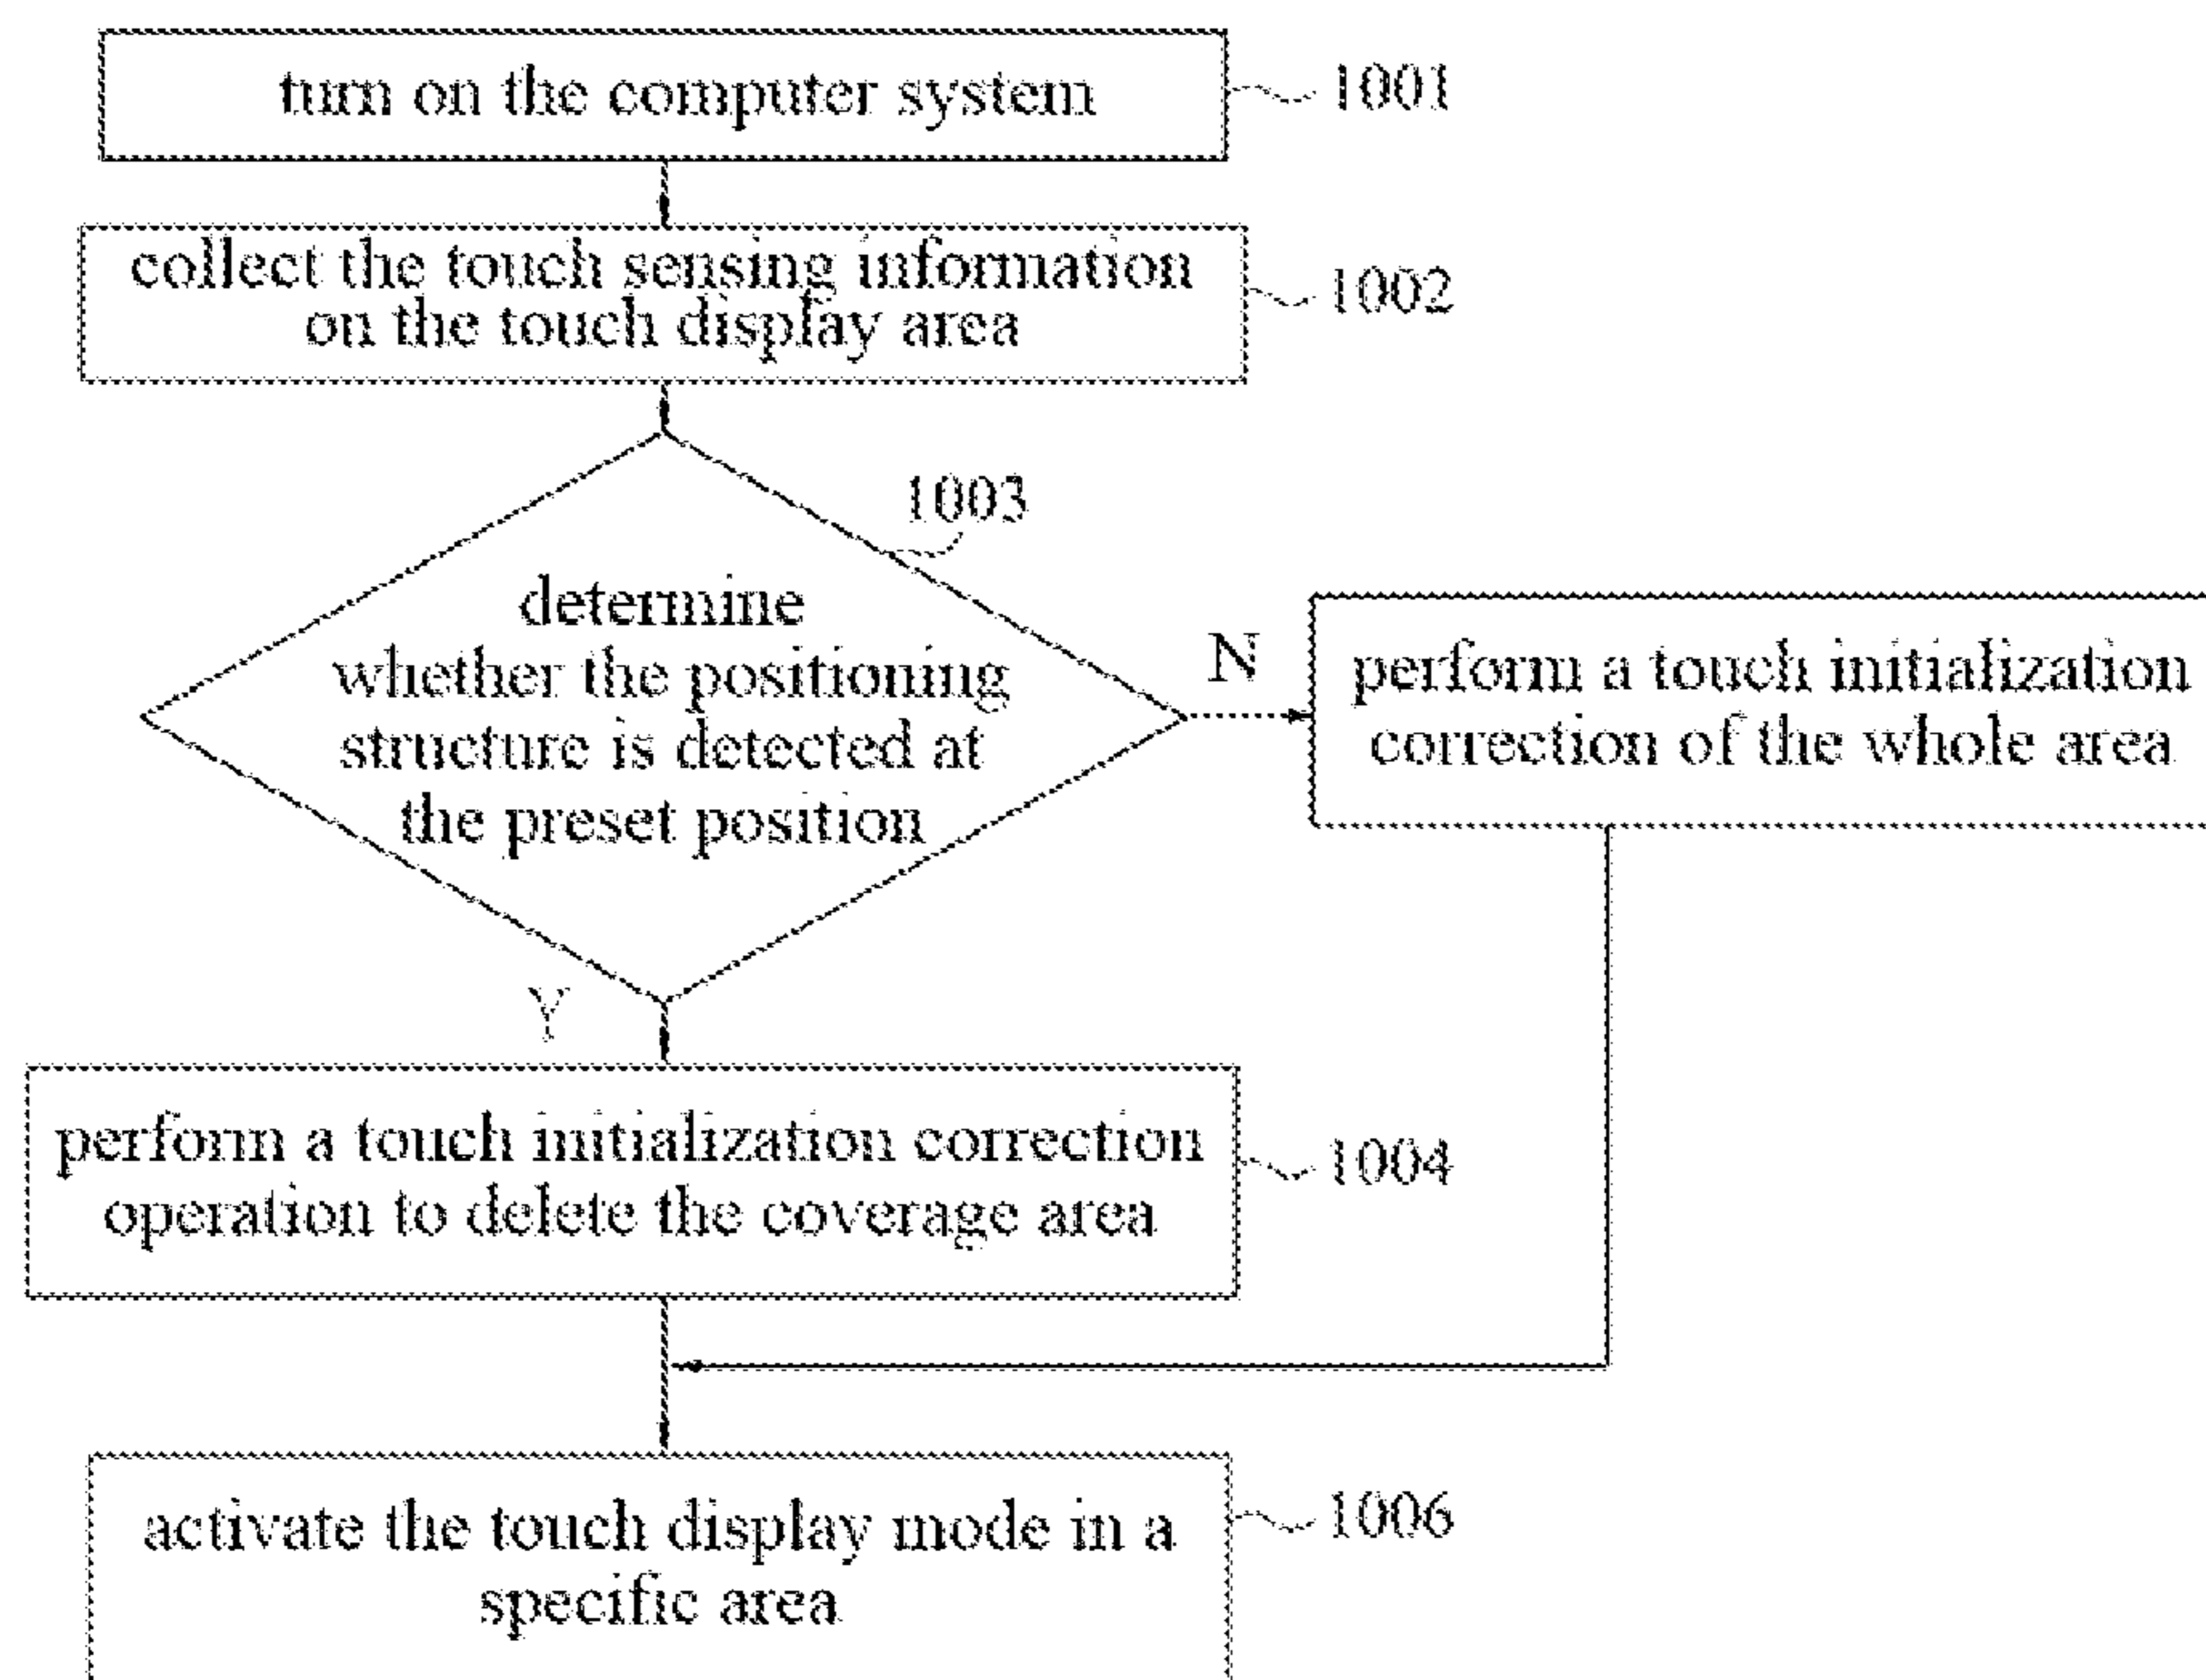 turn on the computer system
1001
collect the touch sensing information
on the touch display area
1002
1003
determine
whether the positioning
structure is detected at
the preset position
N
perform a touch initialization
correction of the whole area
Y
perform a touch initialization correction
operation to delete the coverage area
1004
activate the touch display mode in a
specific area
1006